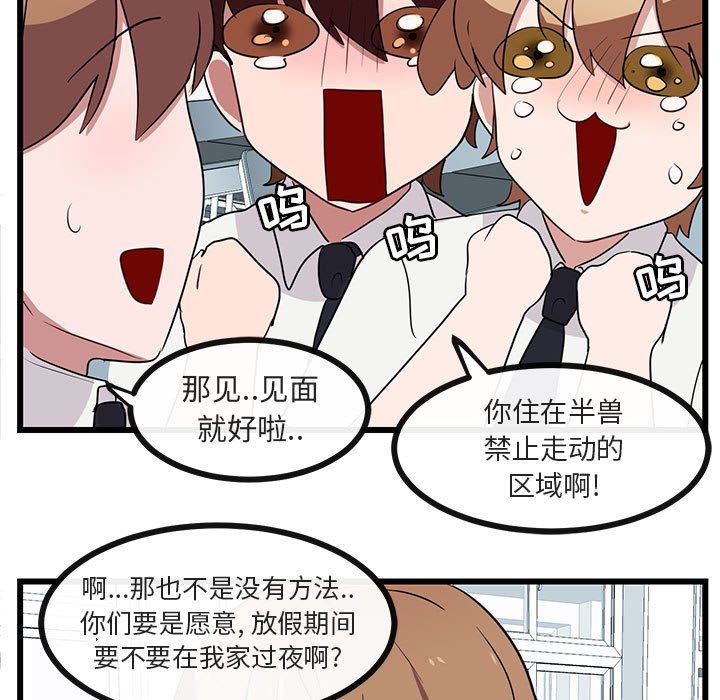 呜
呜
呜
那见..见面
就好啦..
你住在半兽
禁止走动的
区域啊!
啊...那也不是没有方法..
你们要是愿意, 放假期间
要不要在我家过夜啊?